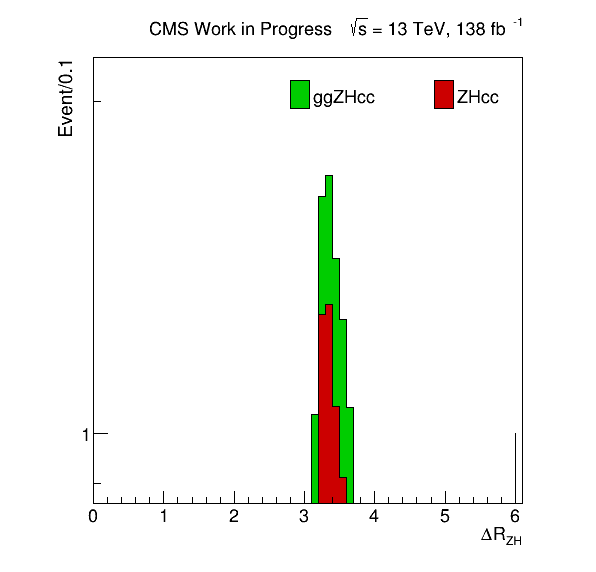 CMS Work in Progress √s = 13 TeV, 138 fb⁻¹
Event/0.1
ggZHcc ZHcc
1
0 1 2 3 4 5 6
ΔR_ZH